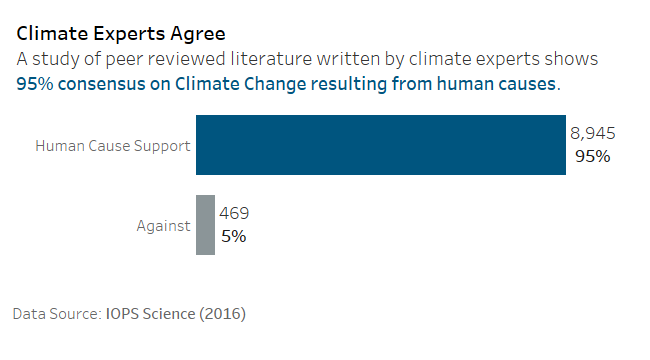 Climate Experts Agree
A study of peer reviewed literature written by climate experts shows
95% consensus on Climate Change resulting from human causes.
Human Cause Support
8,945
95%
Against
469
5%
Data Source: IOPS Science (2016)